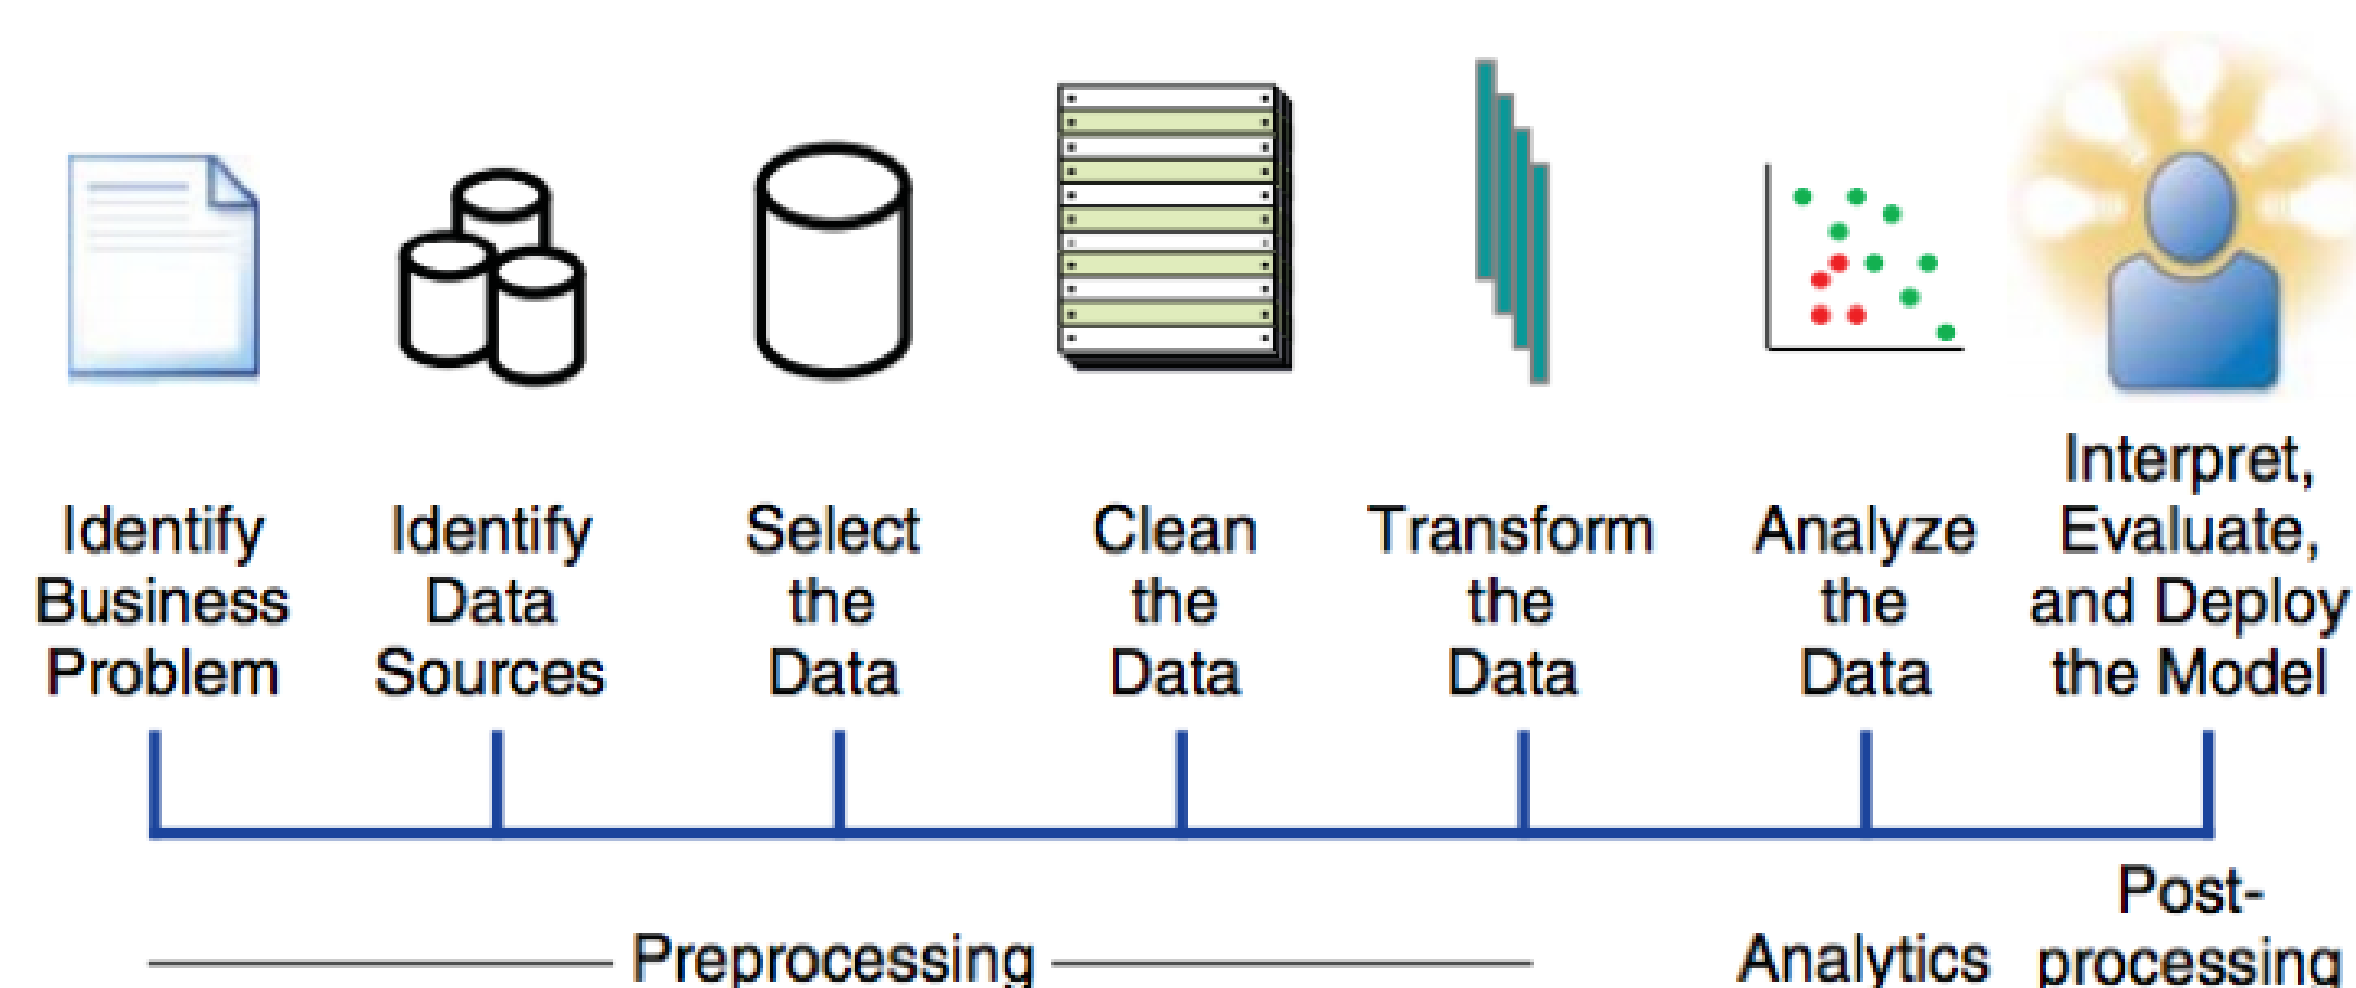 Identify
Business
Problem
Identify
Data
Sources
Select
the
Data
Clean
the
Data
Transform
the
Data
Analyze
the
Data
Interpret,
Evaluate,
and Deploy
the Model
Preprocessing
Analytics
Post-
processing